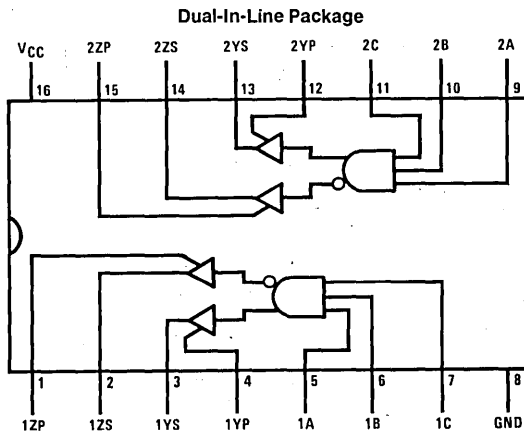 Dual-In-Line Package
VCC 2ZP 2ZS 2YS 2YP 2C 2B 2A
16 15 14 13 12 11 10 9
1 2 3 4 5 6 7 8
1ZP 1ZS 1YS 1YP 1A 1B 1C GND